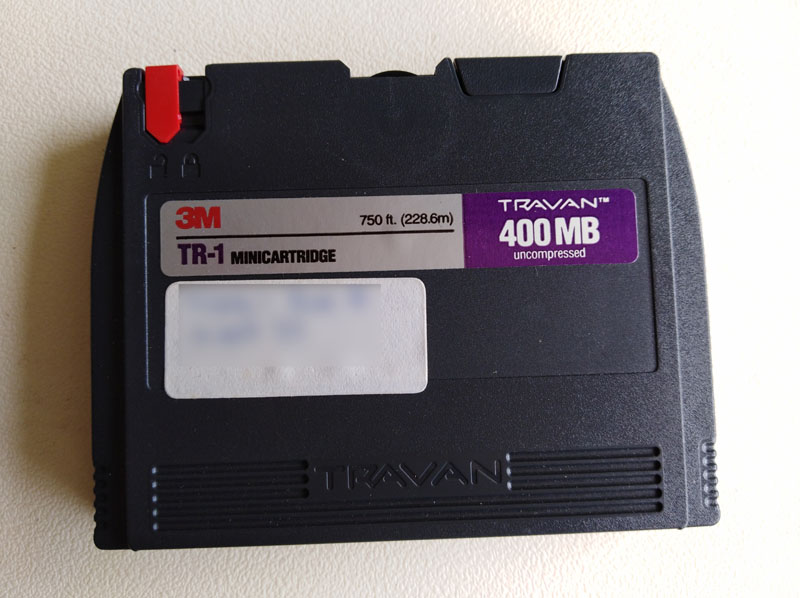 3M
750 ft. (228.6m)
TR-1 MINICARTRIDGE
TRAVAN™
400 MB
uncompressed
TRAVAN